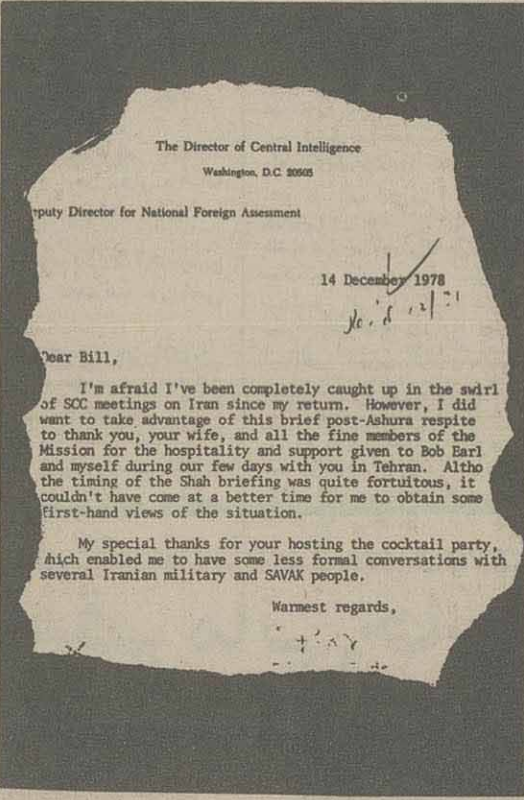 The Director of Central Intelligence
Washington, D.C. 20505
eputy Director for National Foreign Assessment
14 December 1978
Dear Bill,
I'm afraid I've been completely caught up in the swirl
of SCC meetings on Iran since my return. However, I did
want to take advantage of this brief post-Ashura respite
to thank you, your wife, and all the fine members of the
Mission for the hospitality and support given to Bob Earl
and myself during our few days with you in Tehran. Altho
the timing of the Shah briefing was quite fortuitous, it
couldn't have come at a better time for me to obtain some
first-hand views of the situation.
My special thanks for your hosting the cocktail party,
which enabled me to have some less formal conversations with
several Iranian military and SAVAK people.
Warmest regards,